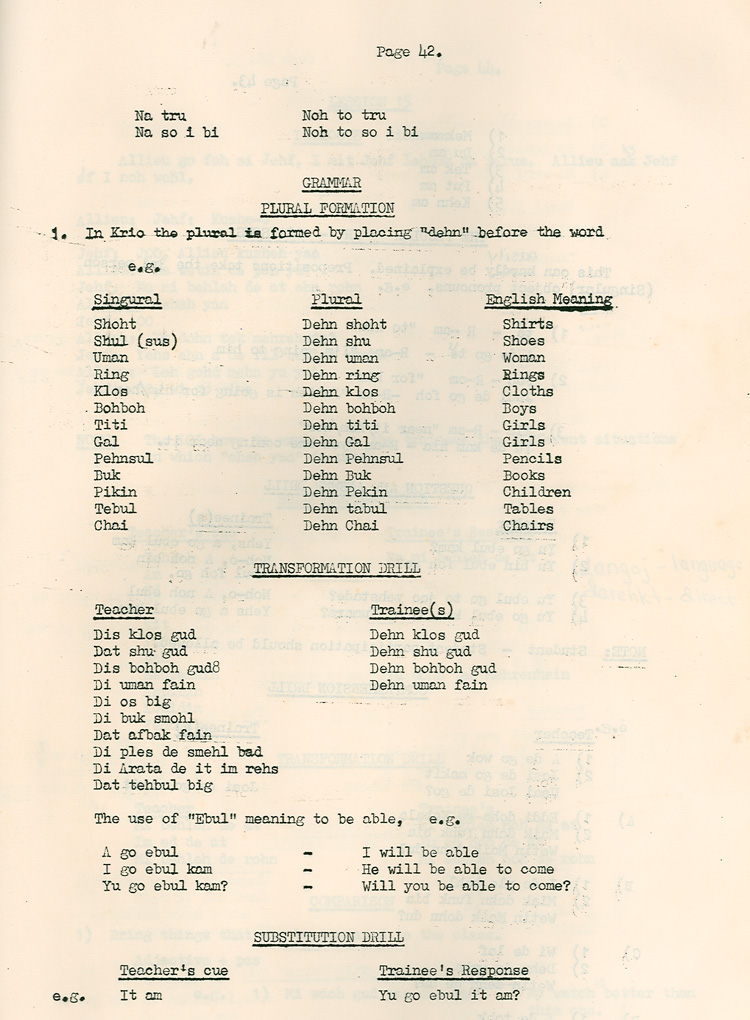 Page 42.
Na tru Noh to tru
Na so i bi Noh to so i bi
GRAMMAR
PLURAL FORMATION
1. In Krio the plural is formed by placing "dehn" before the word
e.g.
Singural Plural English Meaning
Shoht Dehn shoht Shirts
Shul (sus) Dehn shu Shoes
Uman Dehn uman Woman
Ring Dehn ring Rings
Klos Dehn klos Cloths
Bohboh Dehn bohboh Boys
Titi Dehn titi Girls
Gal Dehn Gal Girls
Pehnsul Dehn Pehnsul Pencils
Buk Dehn Buk Books
Pikin Dehn Pekin Children
Tebul Dehn tabul Tables
Chai Dehn Chai Chairs
TRANSFORMATION DRILL
Teacher Trainee(s)
Dis klos gud Dehn klos gud
Dat shu gud Dehn shu gud
Dis bohboh gud8 Dehn bohboh gud
Di uman fain Dehn uman fain
Di os big
Di buk smohl
Dat afbak fain
Di ples de smehl bad
Di Arata de it im rehs
Dat tehbul big
The use of "Ebul" meaning to be able, e.g.
A go ebul - I will be able
I go ebul kam - He will be able to come
Yu go ebul kam? - Will you be able to come?
SUBSTITUTION DRILL
Teacher's cue Trainee's Response
e.g. It am Yu go ebul it am?